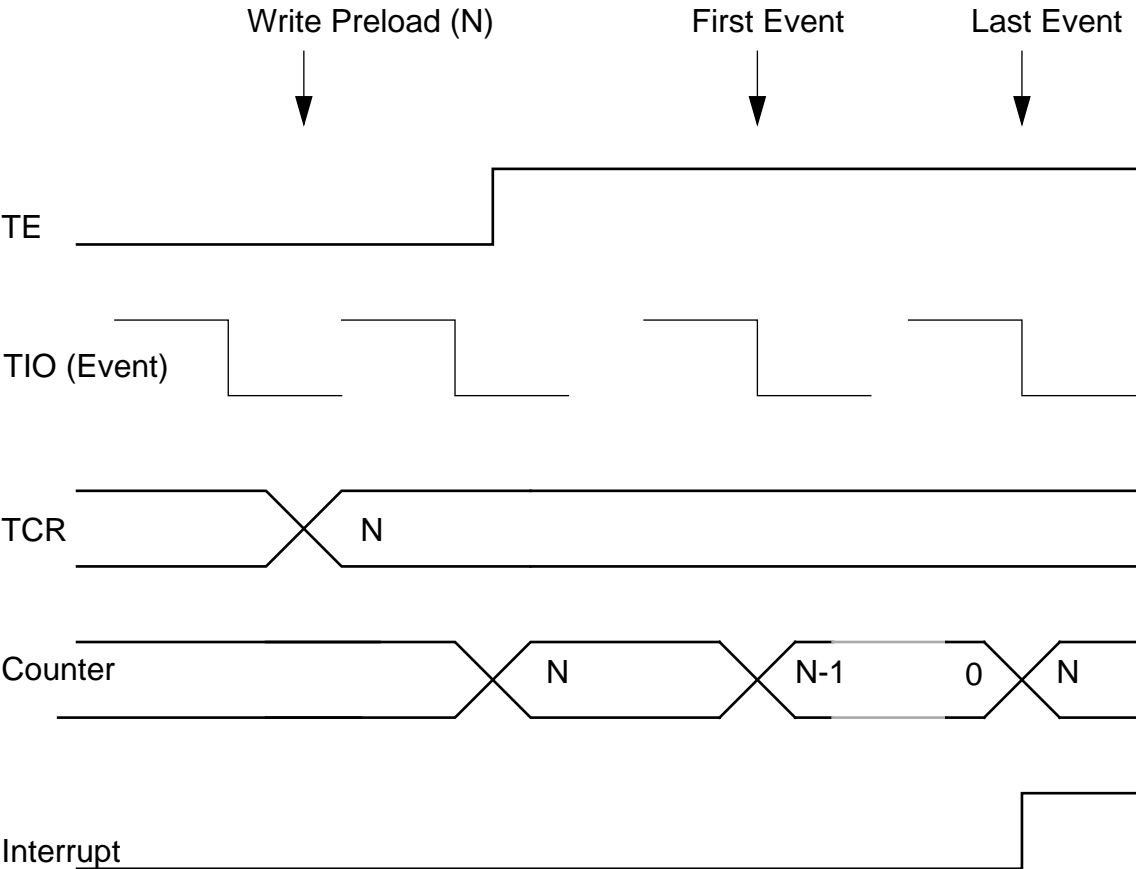 Write Preload (N) First Event Last Event
TE
TIO (Event)
TCR N
Counter N N-1 0 N
Interrupt